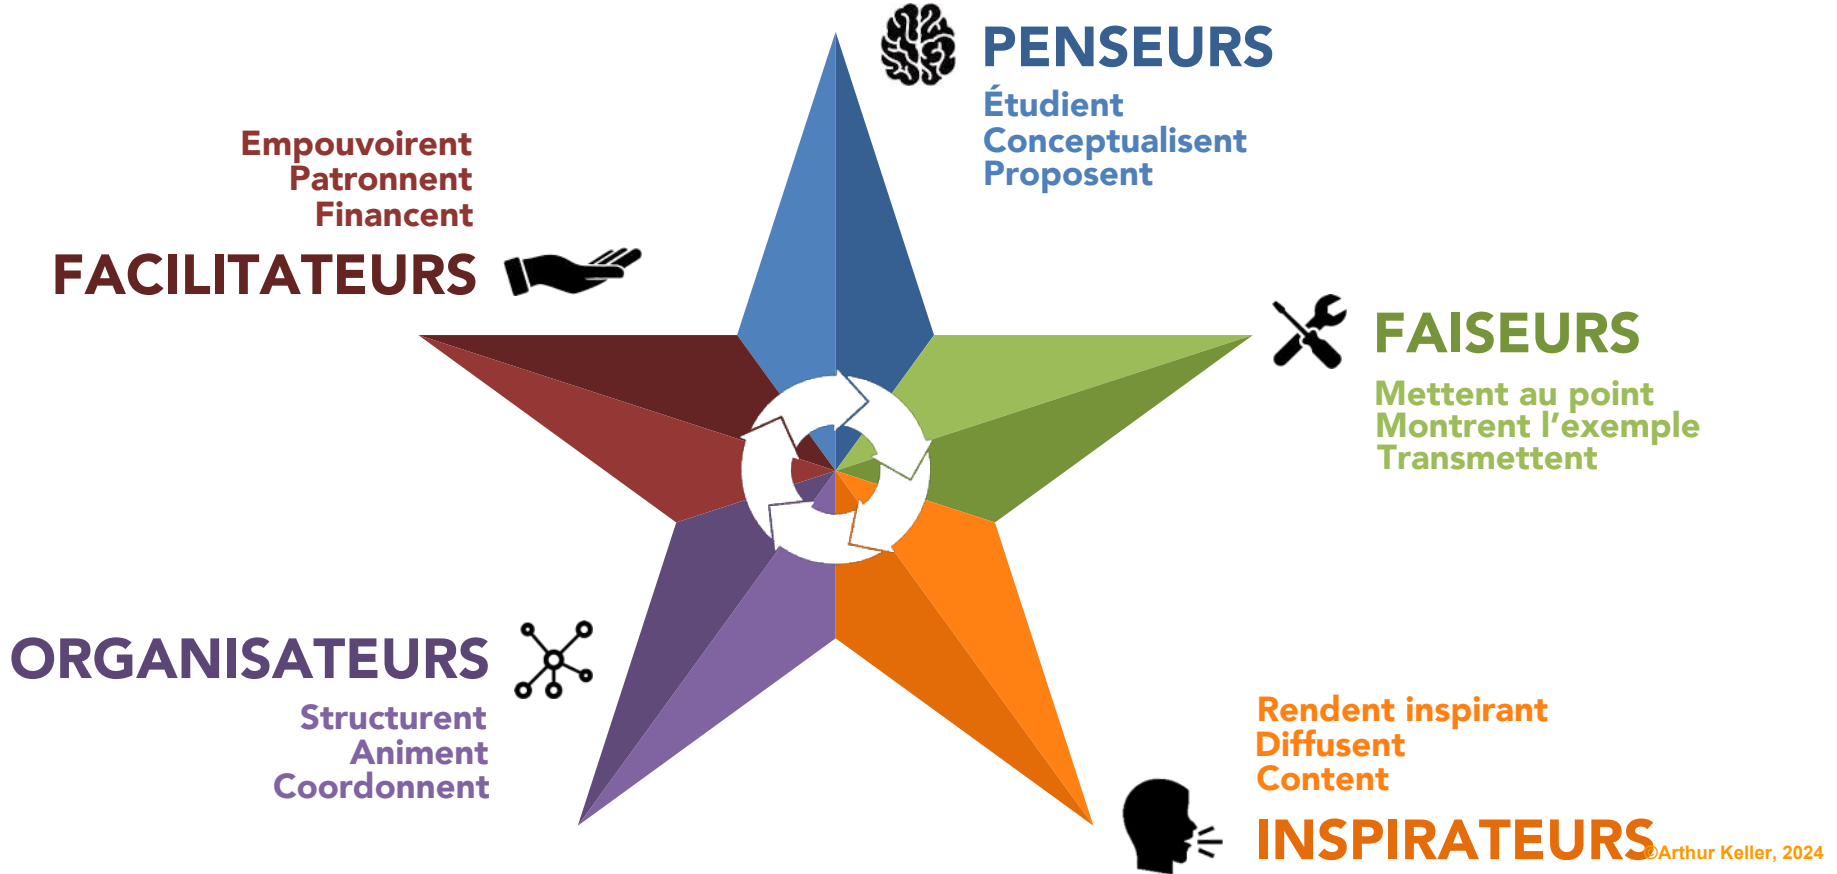 PENSEURS
Étudient
Conceptualisent
Proposent
Empouvoirent
Patronnent
Financent
FACILITATEURS
FAISEURS
Mettent au point
Montrent l’exemple
Transmettent
ORGANISATEURS
Structurent
Animent
Coordonnent
Rendent inspirant
Diffusent
Content
INSPIRATEURS
©Arthur Keller, 2024